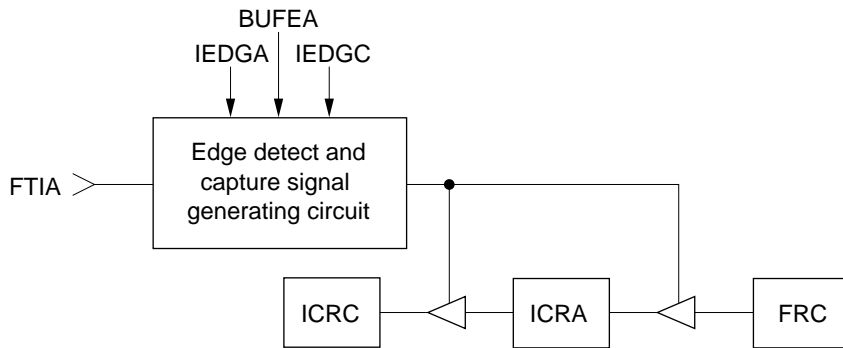 BUFEA
IEDGA IEDGC
Edge detect and
capture signal
generating circuit
FTIA
ICRC ICRA FRC